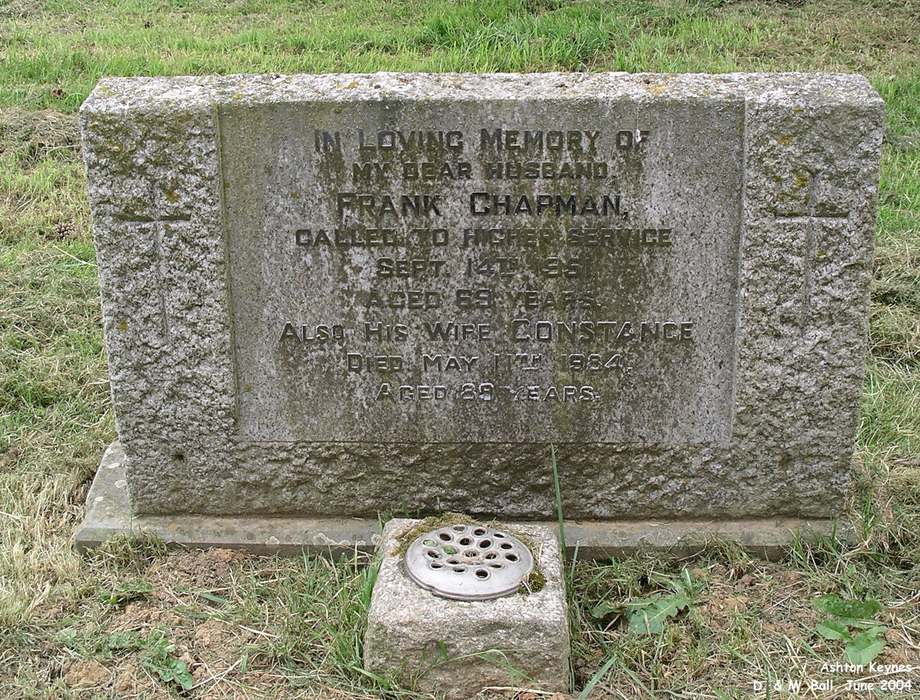 IN LOVING MEMORY OF
MY DEAR HUSBAND
FRANK CHAPMAN,
CALLED TO HIGHER SERVICE
SEPT. 14TH 1951
AGED 69 YEARS.
ALSO HIS WIFE CONSTANCE
DIED MAY 11TH 1984,
AGED 89 YEARS.
Ashton Keynes
D. & M. Ball, June 2004